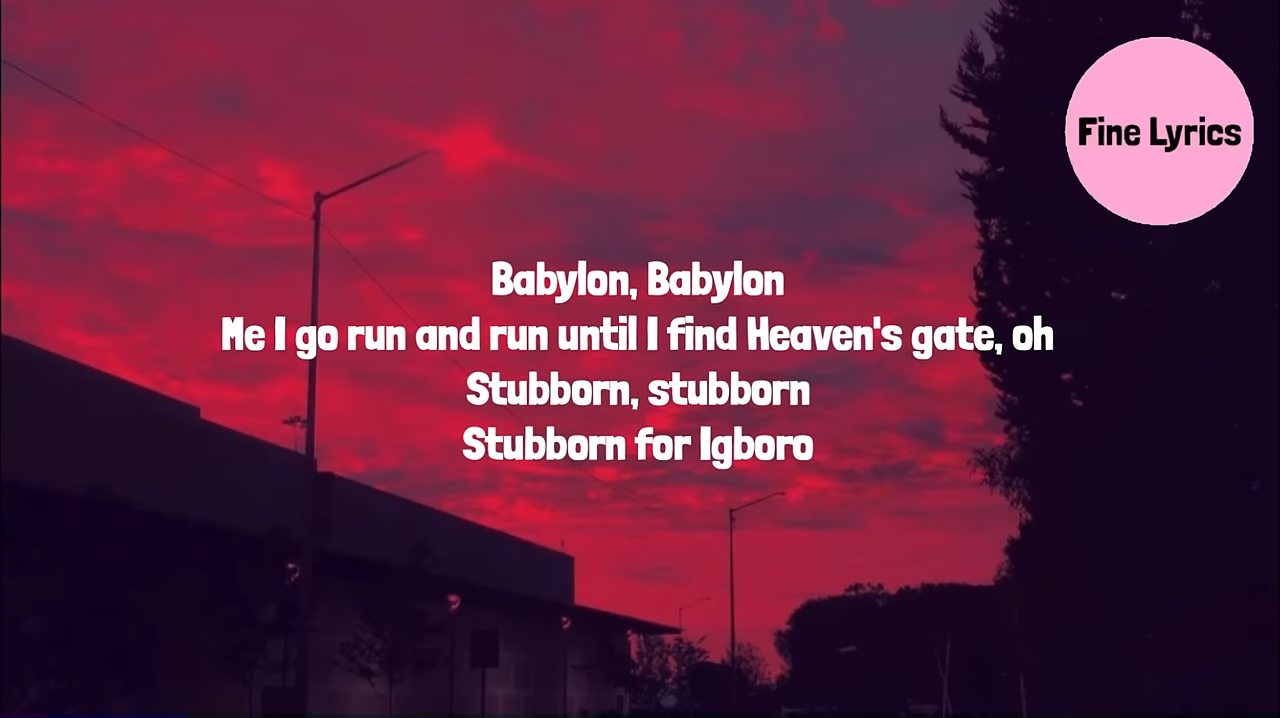 Fine Lyrics
Babylon, Babylon
Me I go run and run until I find Heaven's gate, oh
Stubborn, stubborn
Stubborn for Igboro